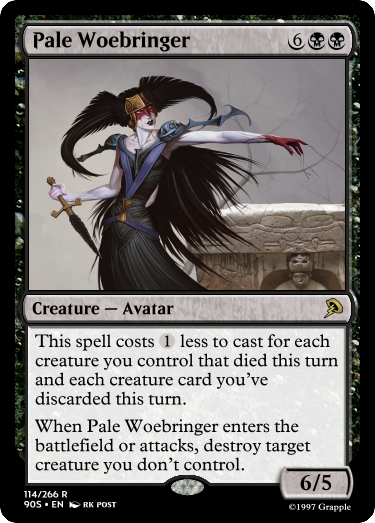 Pale Woebringer 6
Creature — Avatar
This spell costs 1 less to cast for each
creature you control that died this turn
and each creature card you've
discarded this turn.
When Pale Woebringer enters the
battlefield or attacks, destroy target
creature you don't control.
6/5
114/266 R
90S • EN RK POST
©1997 Grapple